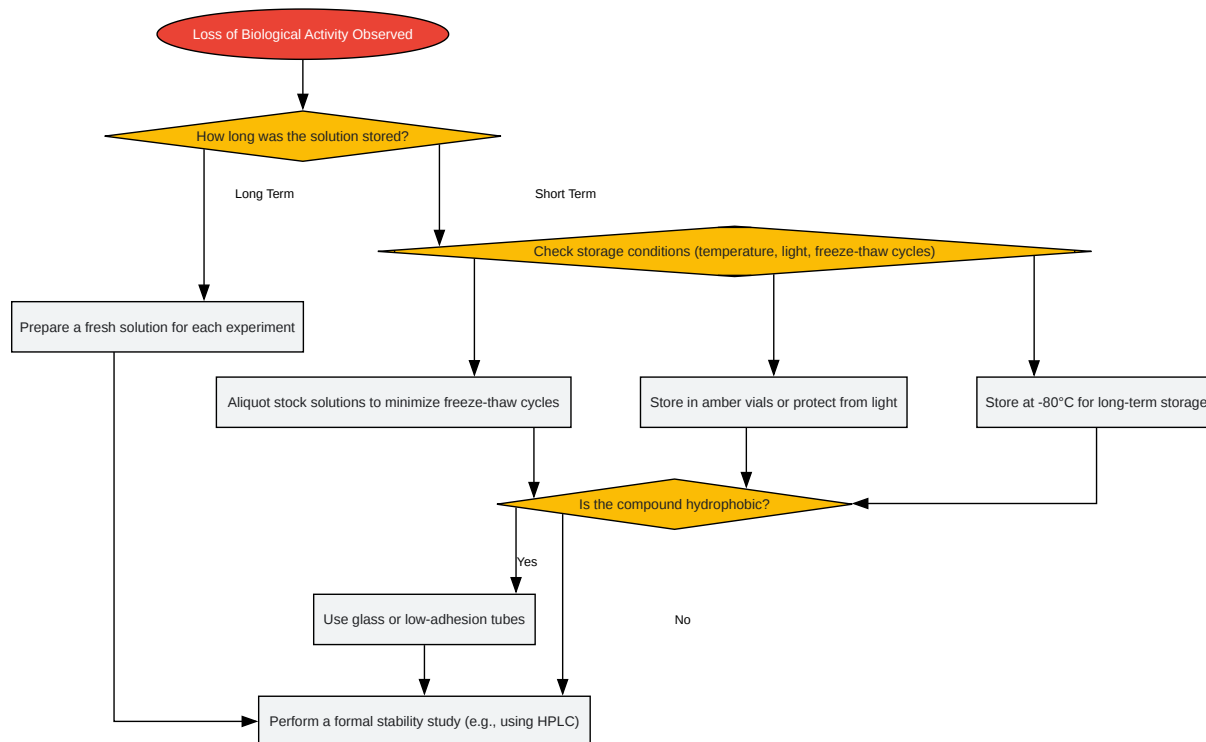 Loss of Biological Activity Observed
How long was the solution stored?
Long Term
Short Term
Check storage conditions (temperature, light, freeze-thaw cycles)
Prepare a fresh solution for each experiment
Aliquot stock solutions to minimize freeze-thaw cycles
Store in amber vials or protect from light
Store at -80°C for long-term storage
Is the compound hydrophobic?
Yes
Use glass or low-adhesion tubes
No
Perform a formal stability study (e.g., using HPLC)